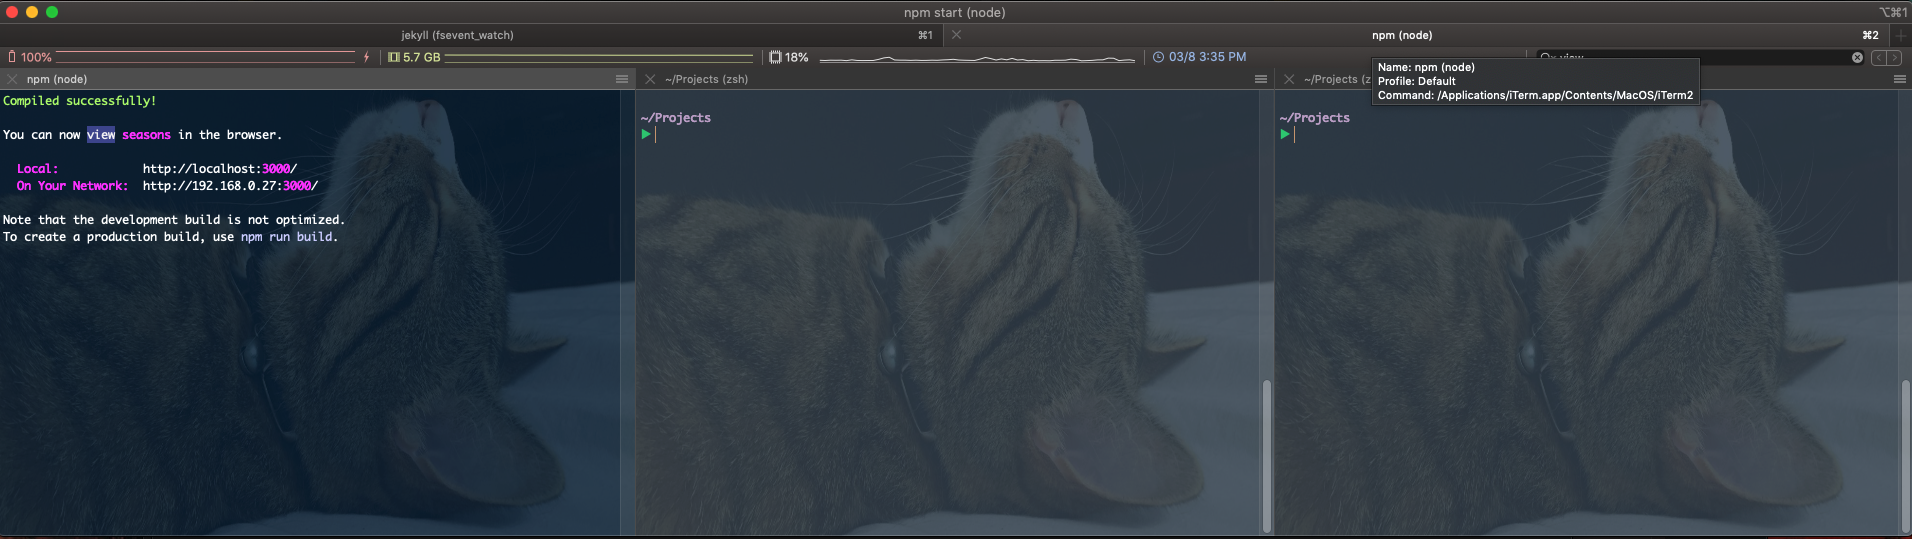 npm start (node)
⌥⌘1
jekyll (fsevent_watch) ⌘1
npm (node) ⌘2
100% 5.7 GB 18% 03/8 3:35 PM view
npm (node)
Compiled successfully!
You can now view seasons in the browser.
Local: http://localhost:3000/
On Your Network: http://192.168.0.27:3000/
Note that the development build is not optimized.
To create a production build, use npm run build.
~/Projects (zsh)
~/Projects
~/Projects (z
~/Projects
Name: npm (node)
Profile: Default
Command: /Applications/iTerm.app/Contents/MacOS/iTerm2